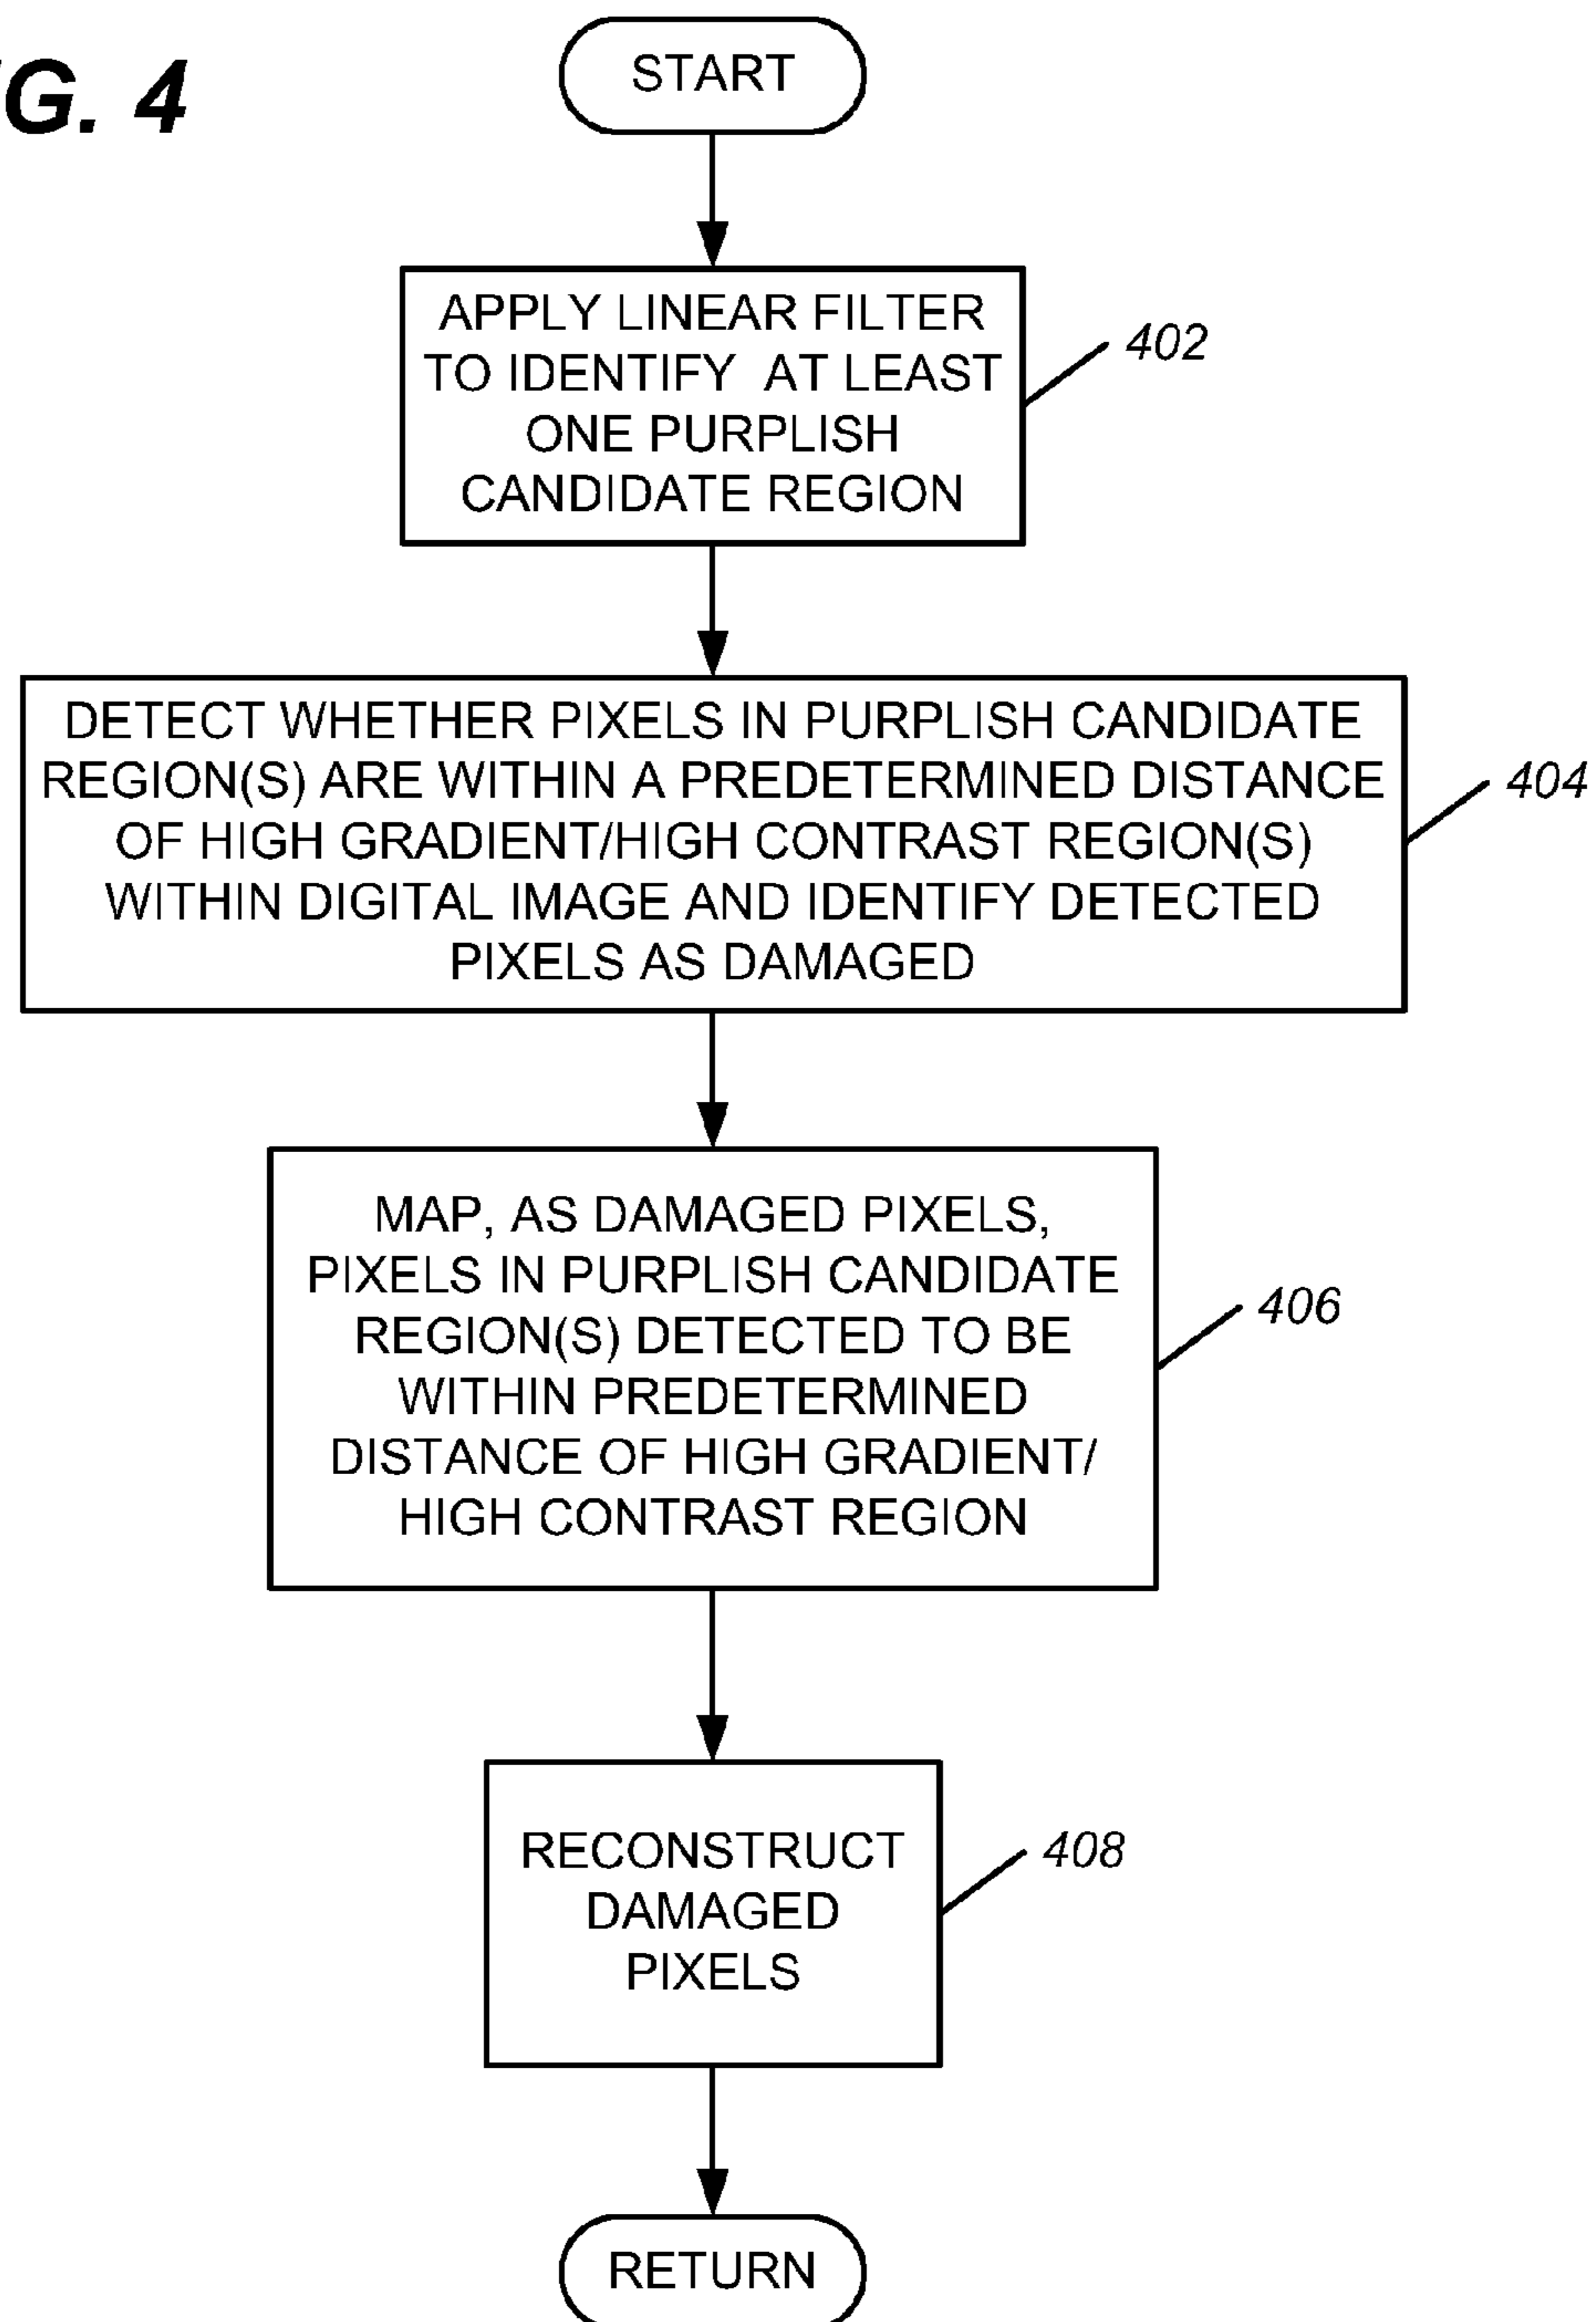 G. 4
START
APPLY LINEAR FILTER
TO IDENTIFY AT LEAST
ONE PURPLISH
CANDIDATE REGION
402
DETECT WHETHER PIXELS IN PURPLISH CANDIDATE
REGION(S) ARE WITHIN A PREDETERMINED DISTANCE
OF HIGH GRADIENT/HIGH CONTRAST REGION(S)
WITHIN DIGITAL IMAGE AND IDENTIFY DETECTED
PIXELS AS DAMAGED
404
MAP, AS DAMAGED PIXELS,
PIXELS IN PURPLISH CANDIDATE
REGION(S) DETECTED TO BE
WITHIN PREDETERMINED
DISTANCE OF HIGH GRADIENT/
HIGH CONTRAST REGION
406
RECONSTRUCT
DAMAGED
PIXELS
408
RETURN